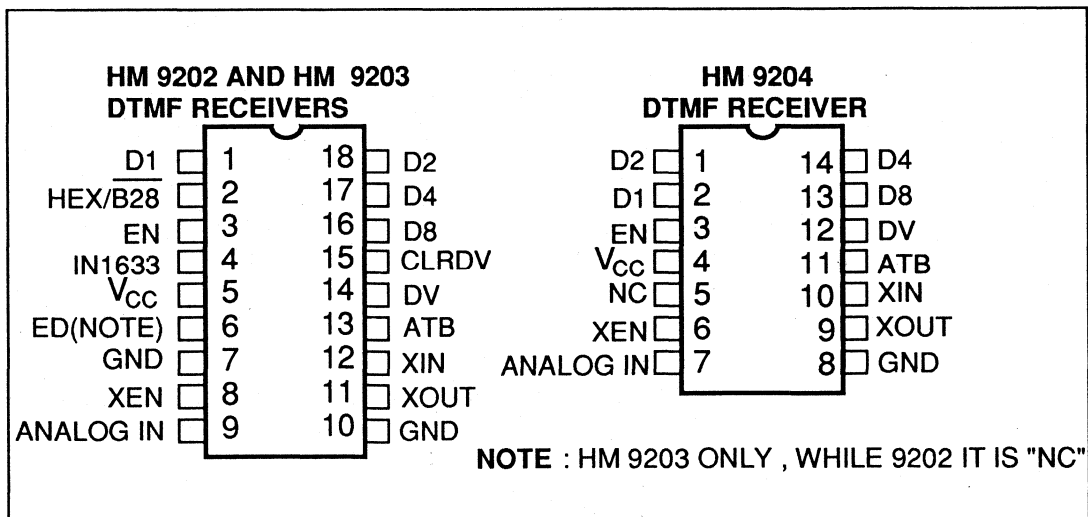 HM 9202 AND HM 9203
DTMF RECEIVERS
D1 1 18 D2
HEX/B28 2 17 D4
EN 3 16 D8
IN1633 4 15 CLRDV
VCC 5 14 DV
ED(NOTE) 6 13 ATB
GND 7 12 XIN
XEN 8 11 XOUT
ANALOG IN 9 10 GND
HM 9204
DTMF RECEIVER
D2 1 14 D4
D1 2 13 D8
EN 3 12 DV
VCC 4 11 ATB
NC 5 10 XIN
XEN 6 9 XOUT
ANALOG IN 7 8 GND
NOTE : HM 9203 ONLY , WHILE 9202 IT IS "NC"